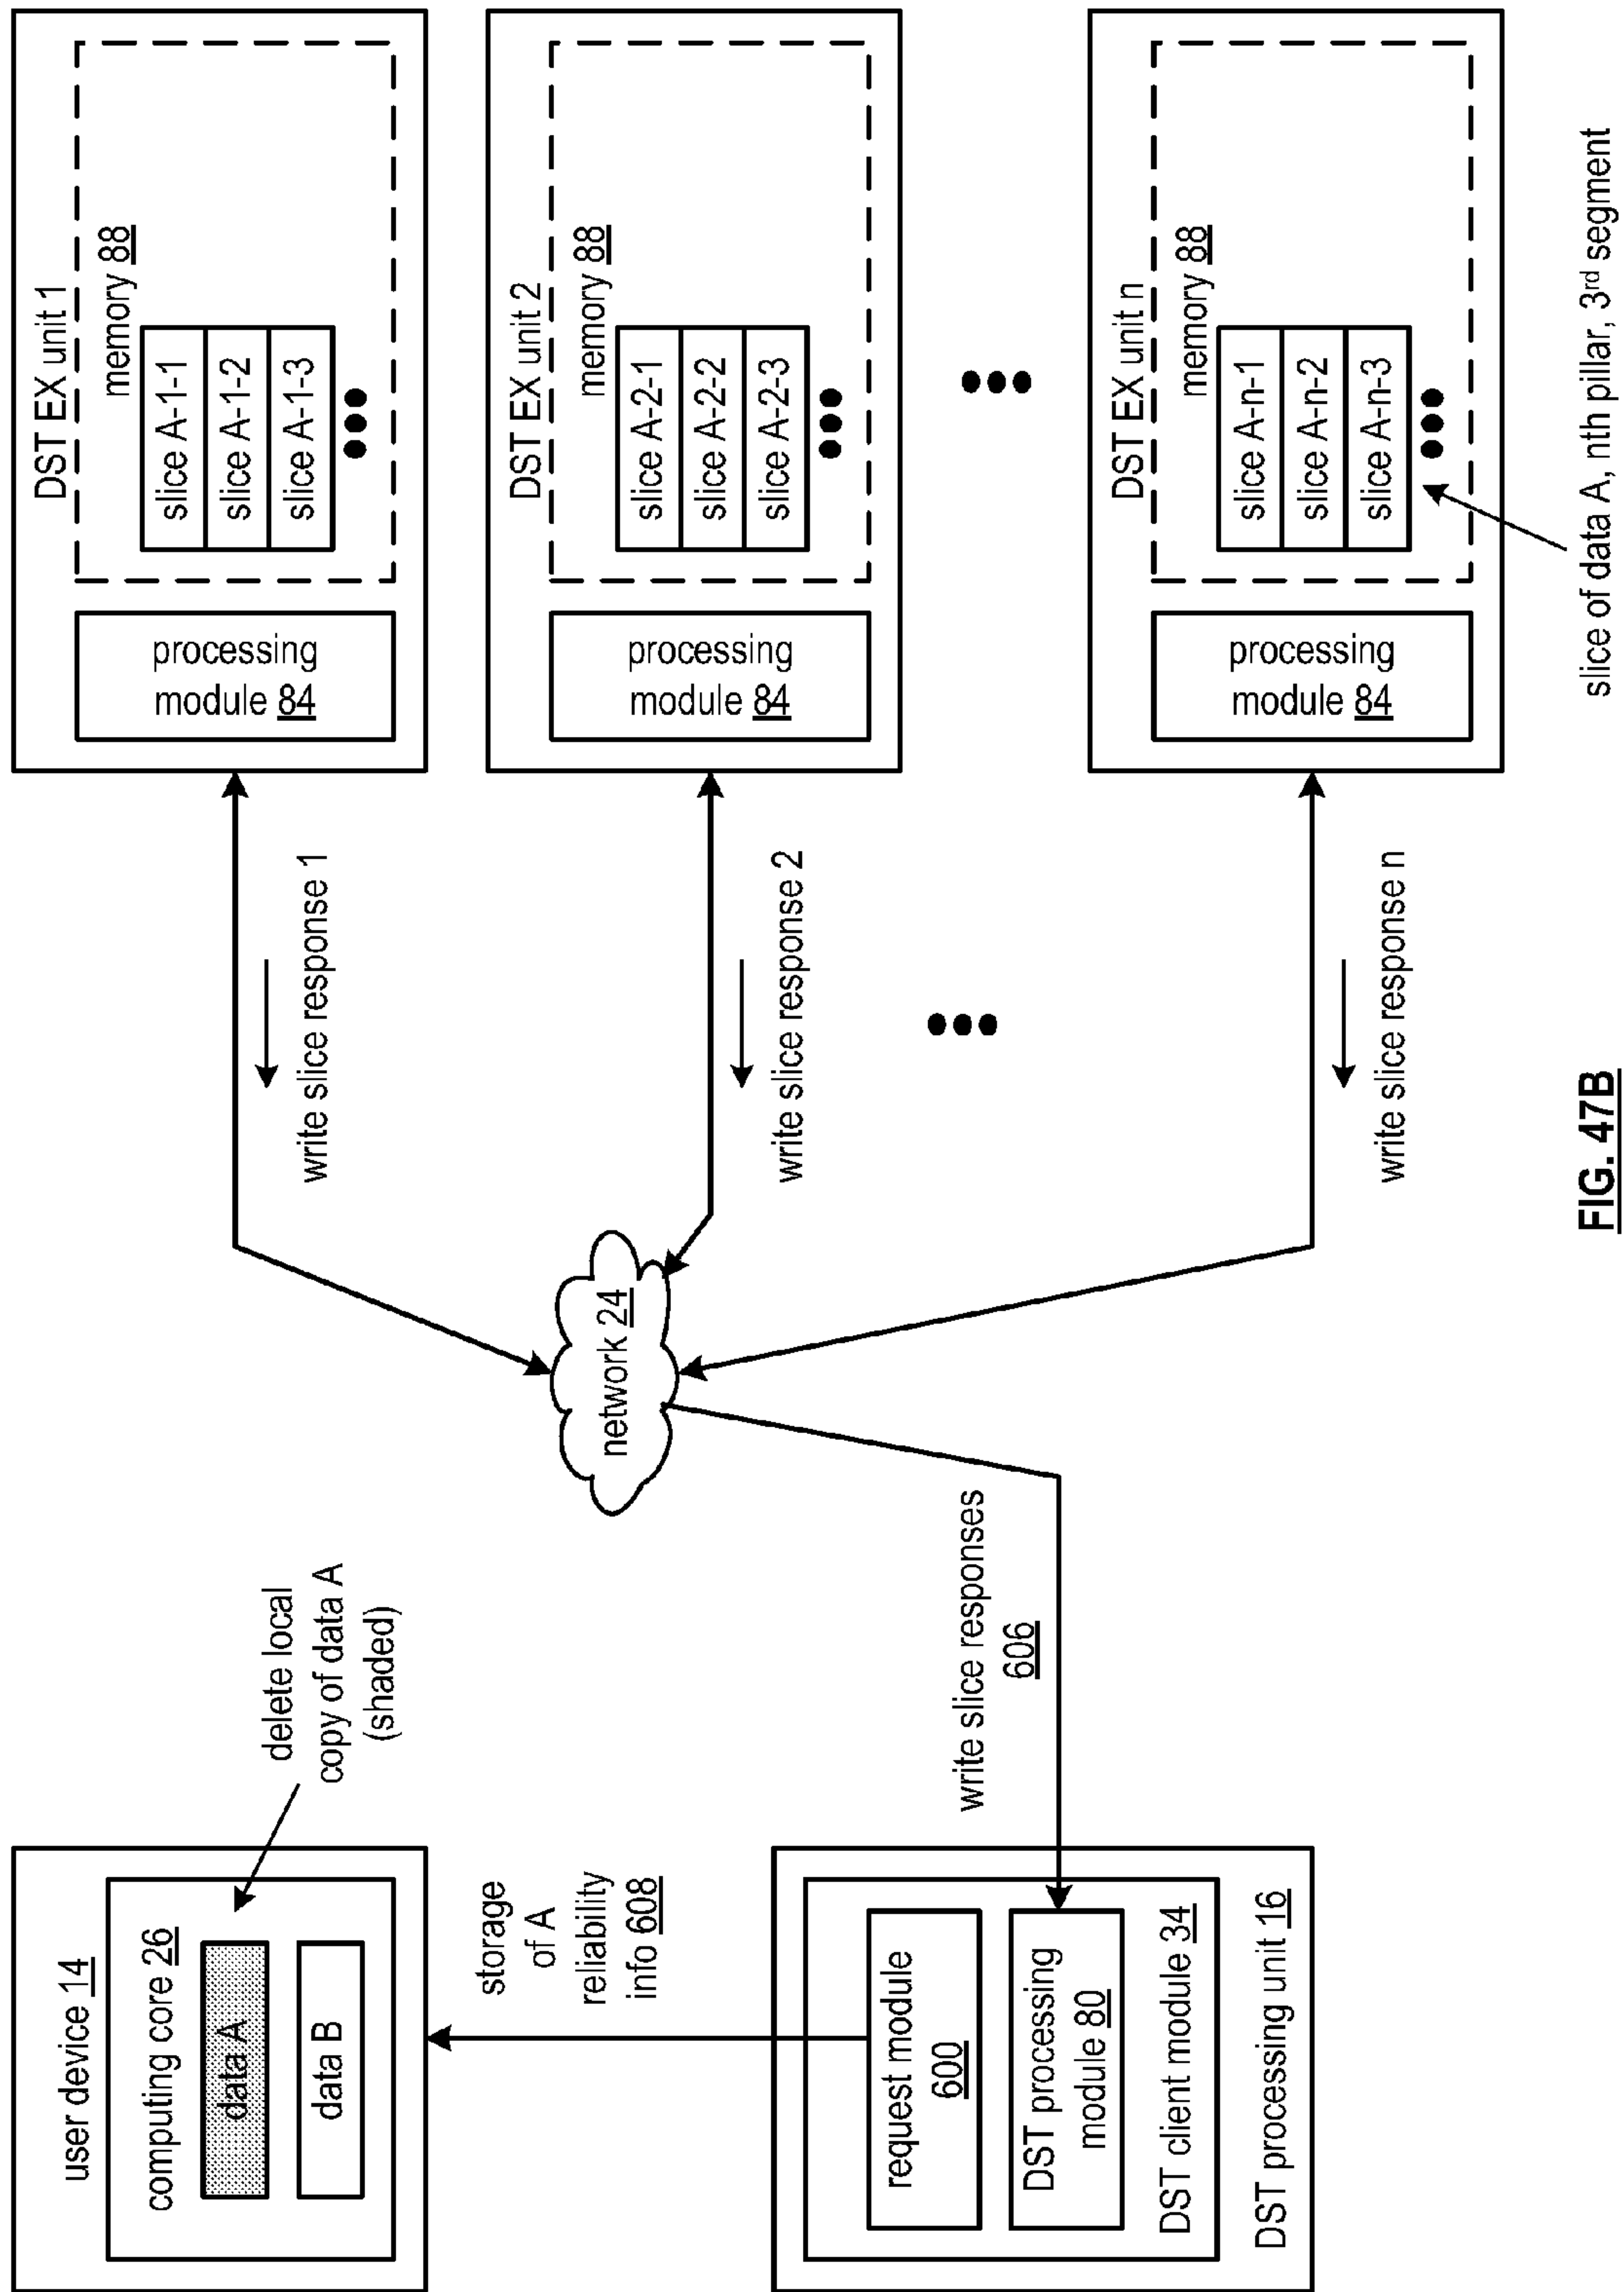 user device 14
computing core 26
data A
data B
delete local
copy of data A
(shaded)
storage
of A
reliability
info 608
request module
600
DST processing
module 80
DST client module 34
DST processing unit 16
write slice responses
606
network 24
write slice response 1
write slice response 2
write slice response n
DST EX unit 1
processing
module 84
memory 88
slice A-1-1
slice A-1-2
slice A-1-3
DST EX unit 2
processing
module 84
memory 88
slice A-2-1
slice A-2-2
slice A-2-3
DST EX unit n
processing
module 84
memory 88
slice A-n-1
slice A-n-2
slice A-n-3
slice of data A, nth pillar, 3rd segment
FIG. 47B